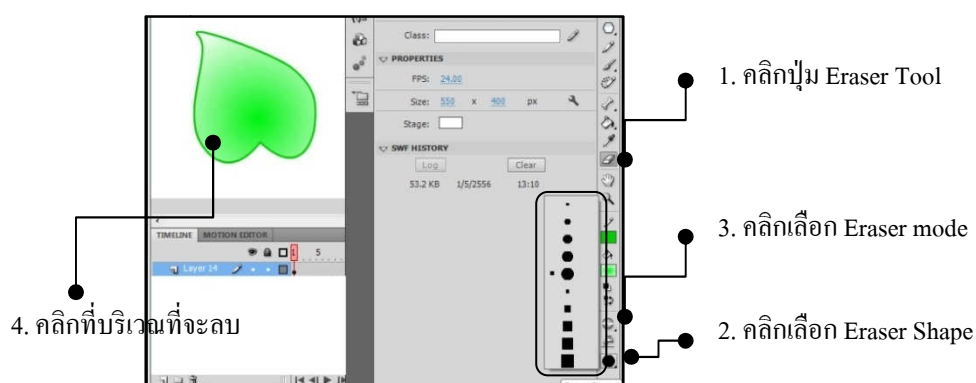 Class:
PROPERTIES
FPS: 24.00
Size: 550 x 400 px
Stage:
SWF HISTORY
Log Clear
53.2 KB 1/5/2556 13:10
TIMELINE MOTION EDITOR
1 5
Layer 14
1. คลิกปุ่ม Eraser Tool
3. คลิกเลือก Eraser mode
4. คลิกที่บริเวณที่จะลบ
2. คลิกเลือก Eraser Shape